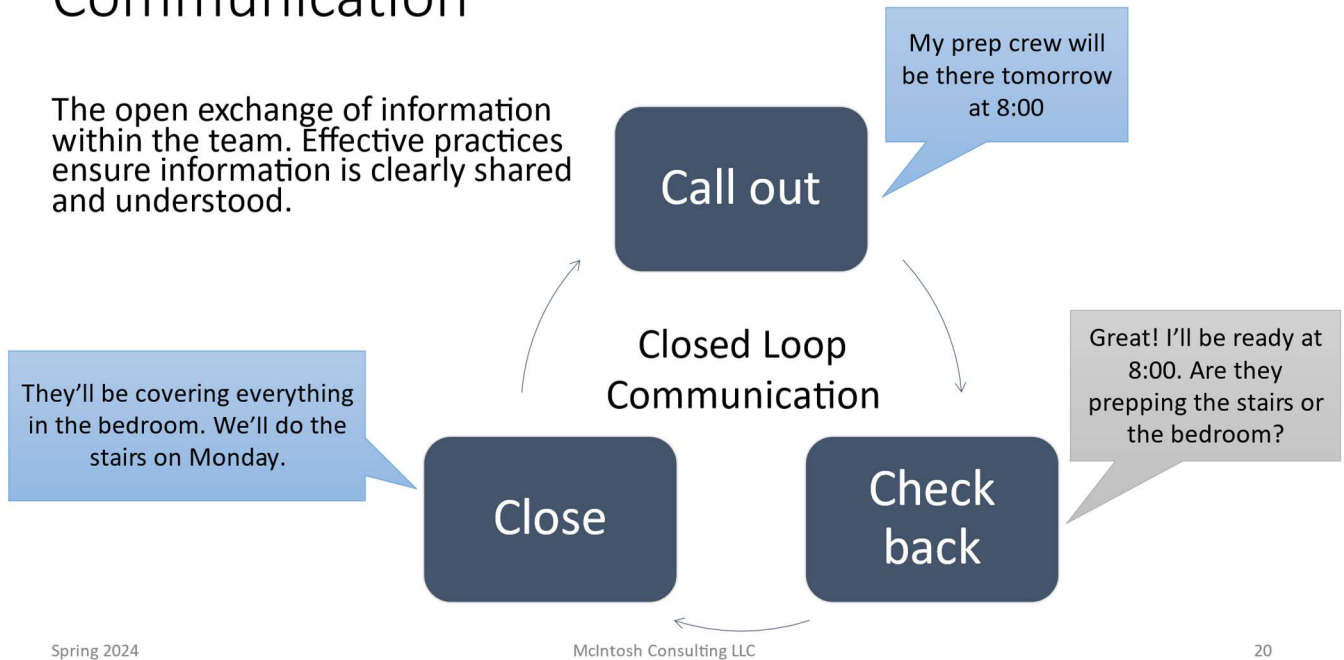 Communication
The open exchange of information
within the team. Effective practices
ensure information is clearly shared
and understood.
My prep crew will
be there tomorrow
at 8:00
Call out
Closed Loop
Communication
Great! I’ll be ready at
8:00. Are they
prepping the stairs or
the bedroom?
They’ll be covering everything
in the bedroom. We’ll do the
stairs on Monday.
Close
Check
back
Spring 2024
McIntosh Consulting LLC
20